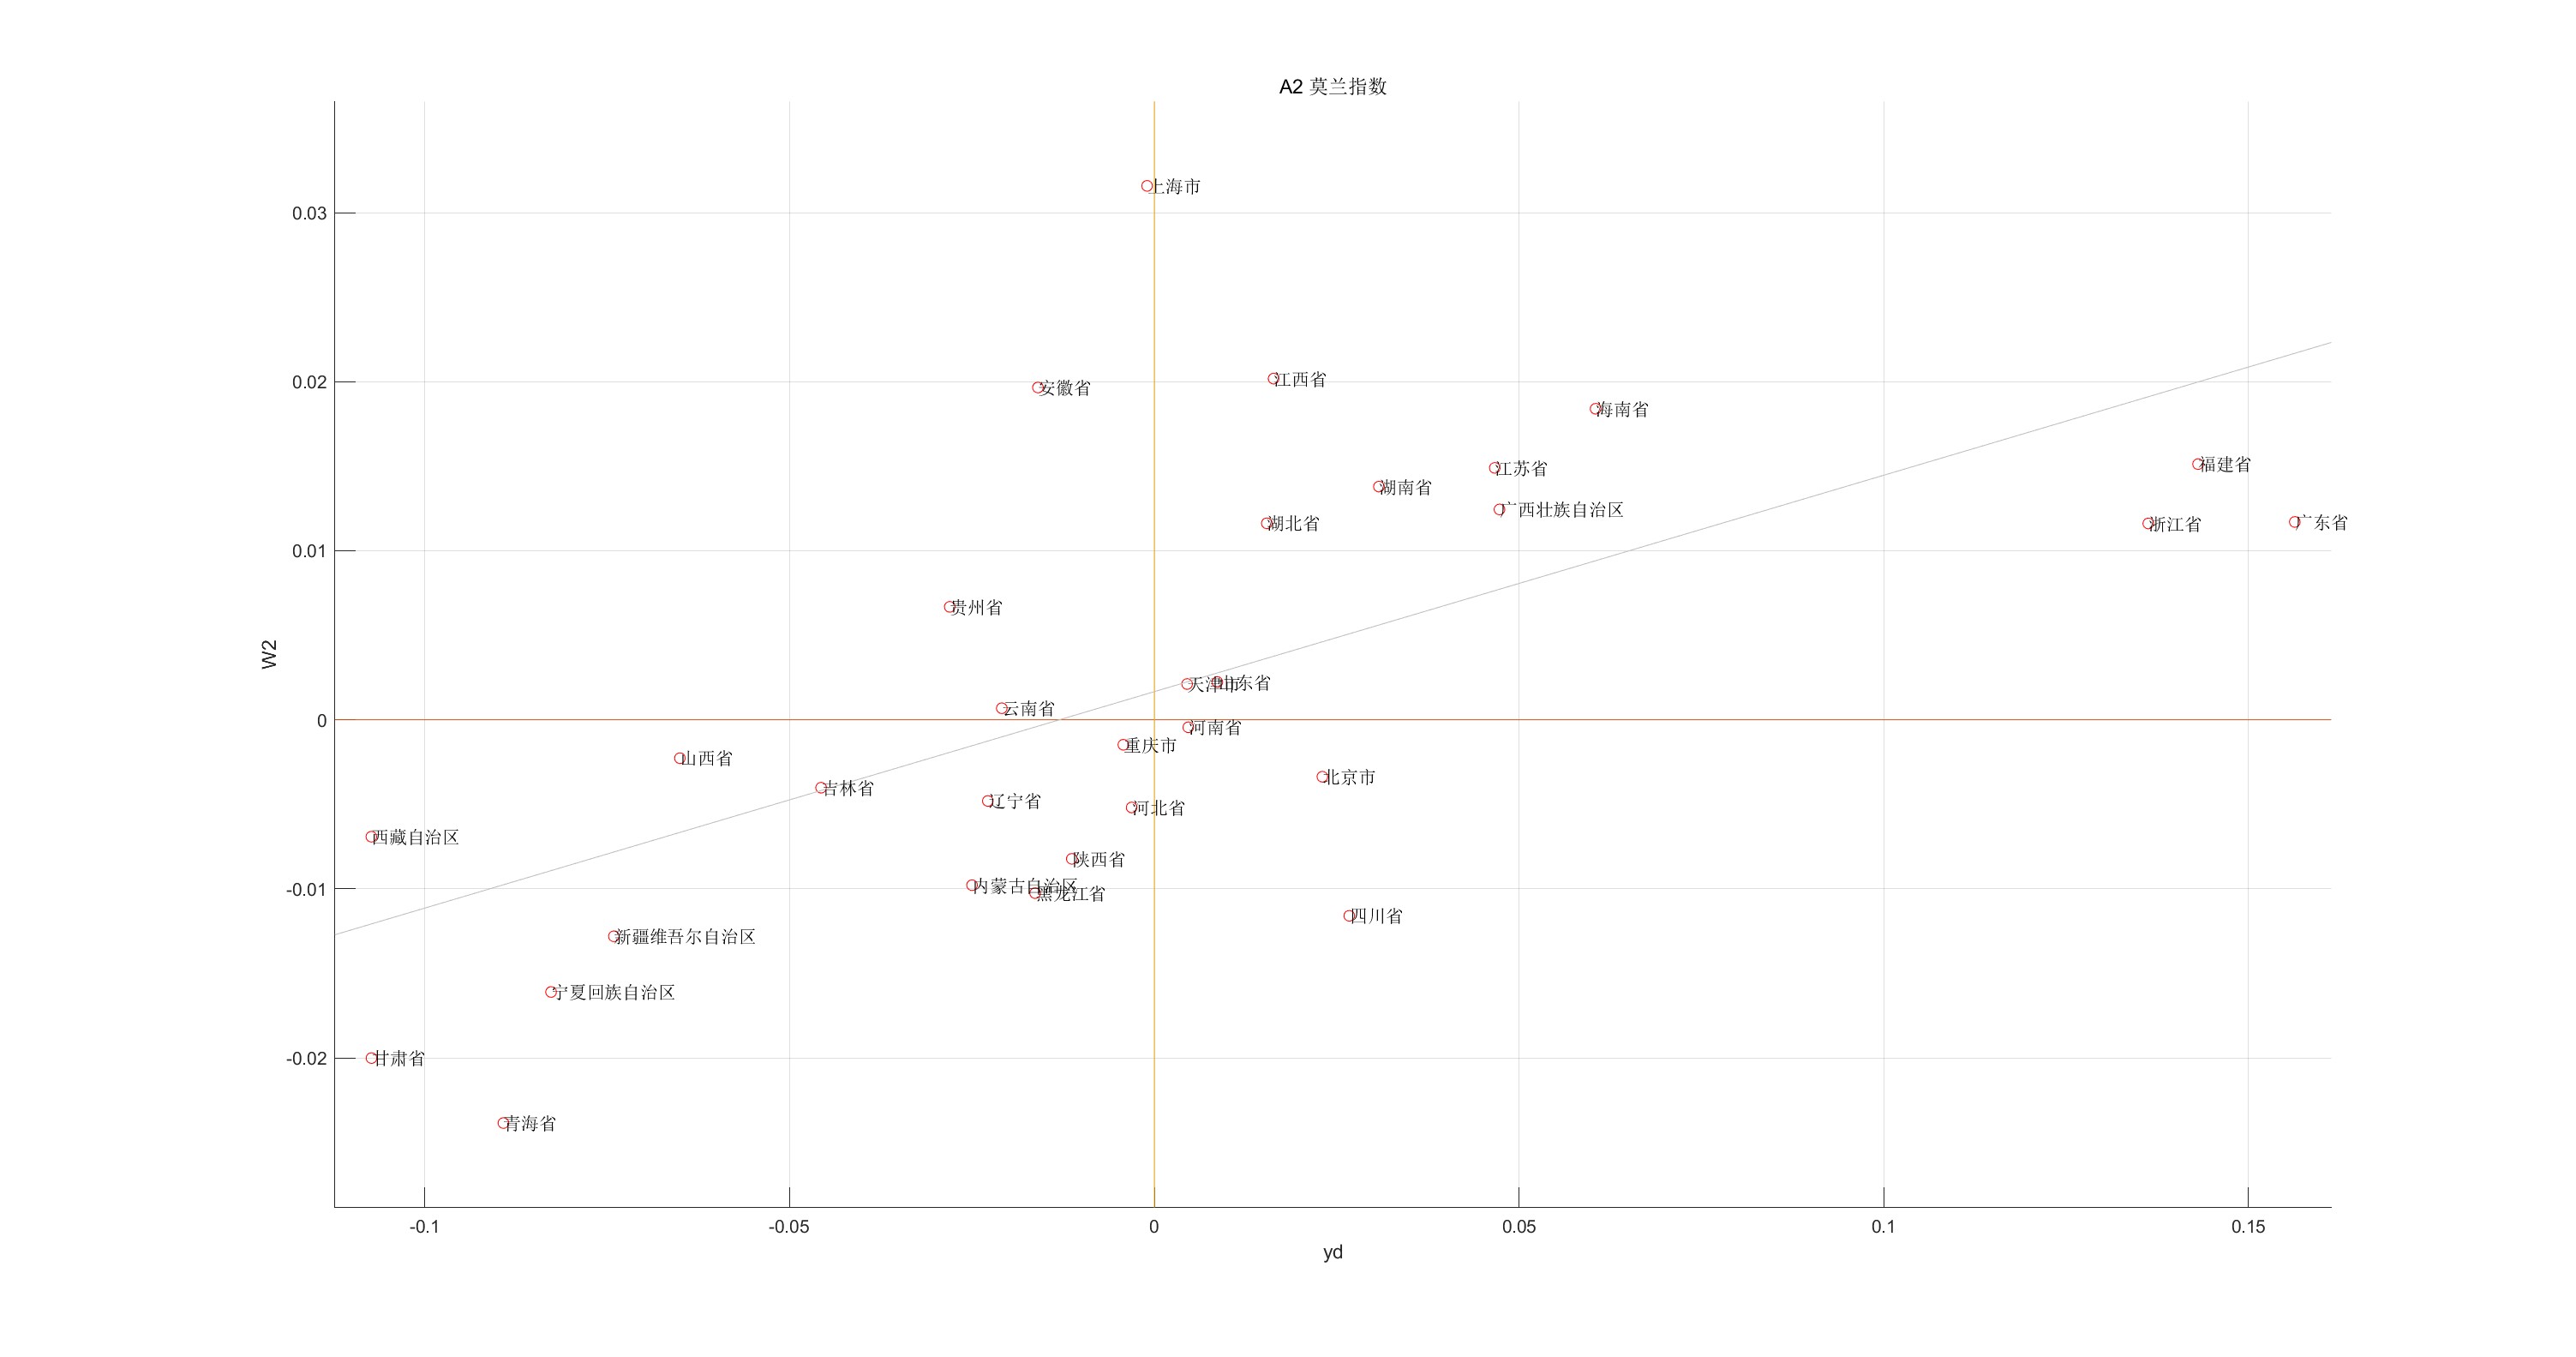 A2 莫兰指数
上海市
0.03
江西省
0.02
安徽省
海南省
福建省
江苏省
湖南省
广西壮族自治区
广东省
湖北省
浙江省
0.01
贵州省
W2
山东省
天津市
云南省
0
河南省
重庆市
山西省
北京市
吉林省
辽宁省
河北省
西藏自治区
陕西省
内蒙古自治区
-0.01
黑龙江省
四川省
新疆维吾尔自治区
宁夏回族自治区
甘肃省
-0.02
青海省
-0.1
-0.05
0
0.05
0.1
0.15
yd